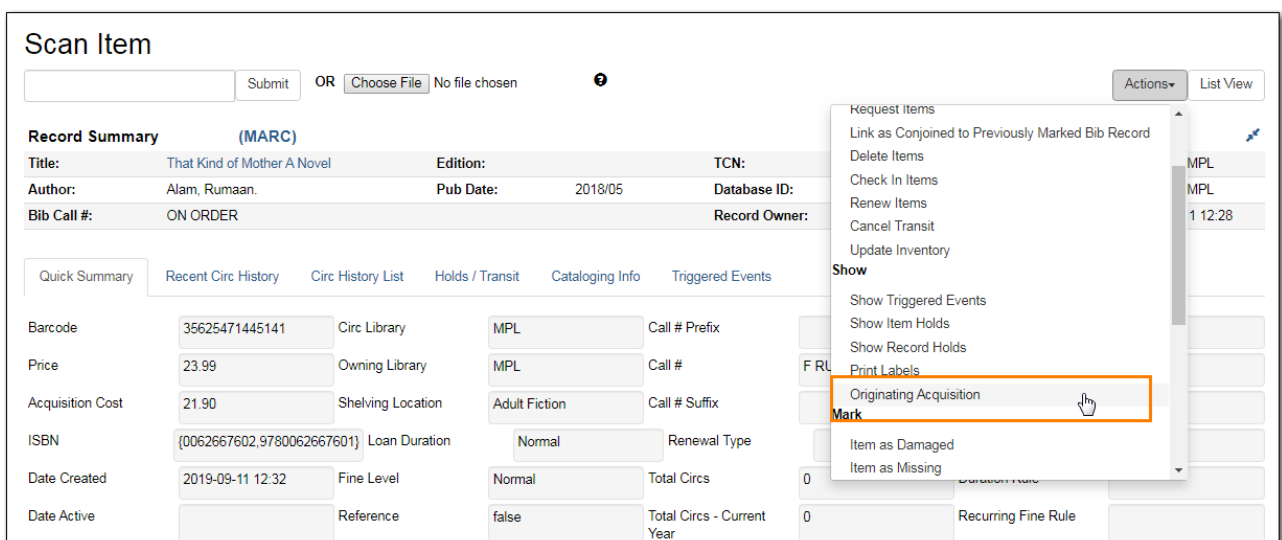 Scan Item
Submit OR Choose File No file chosen Actions List View
Request Items
Record Summary (MARC) Link as Conjoined to Previously Marked Bib Record
Title: That Kind of Mother A Novel Edition: TCN: Delete Items MPL
Check In Items
Author: Alam, Rumaan. Pub Date: 2018/05 Database ID: MPL
Renew Items
Bib Call #: ON ORDER Record Owner: Cancel Transit 1 12:28
Update Inventory
Show
Quick Summary Recent Circ History Circ History List Holds / Transit Cataloging Info Triggered Events
Show Triggered Events
Barcode 35625471445141 Circ Library MPL Call # Prefix Show Item Holds
Show Record Holds
Price 23.99 Owning Library MPL Call # F RU Print Labels
Acquisition Cost 21.90 Shelving Location Adult Fiction Call # Suffix Originating Acquisition
Mark
ISBN {0062667602,9780062667601} Loan Duration Normal Renewal Type Item as Damaged
Item as Missing
Date Created 2019-09-11 12:32 Fine Level Normal Total Circs 0 Duration Rule
Date Active Reference false Total Circs - Current Year 0 Recurring Fine Rule